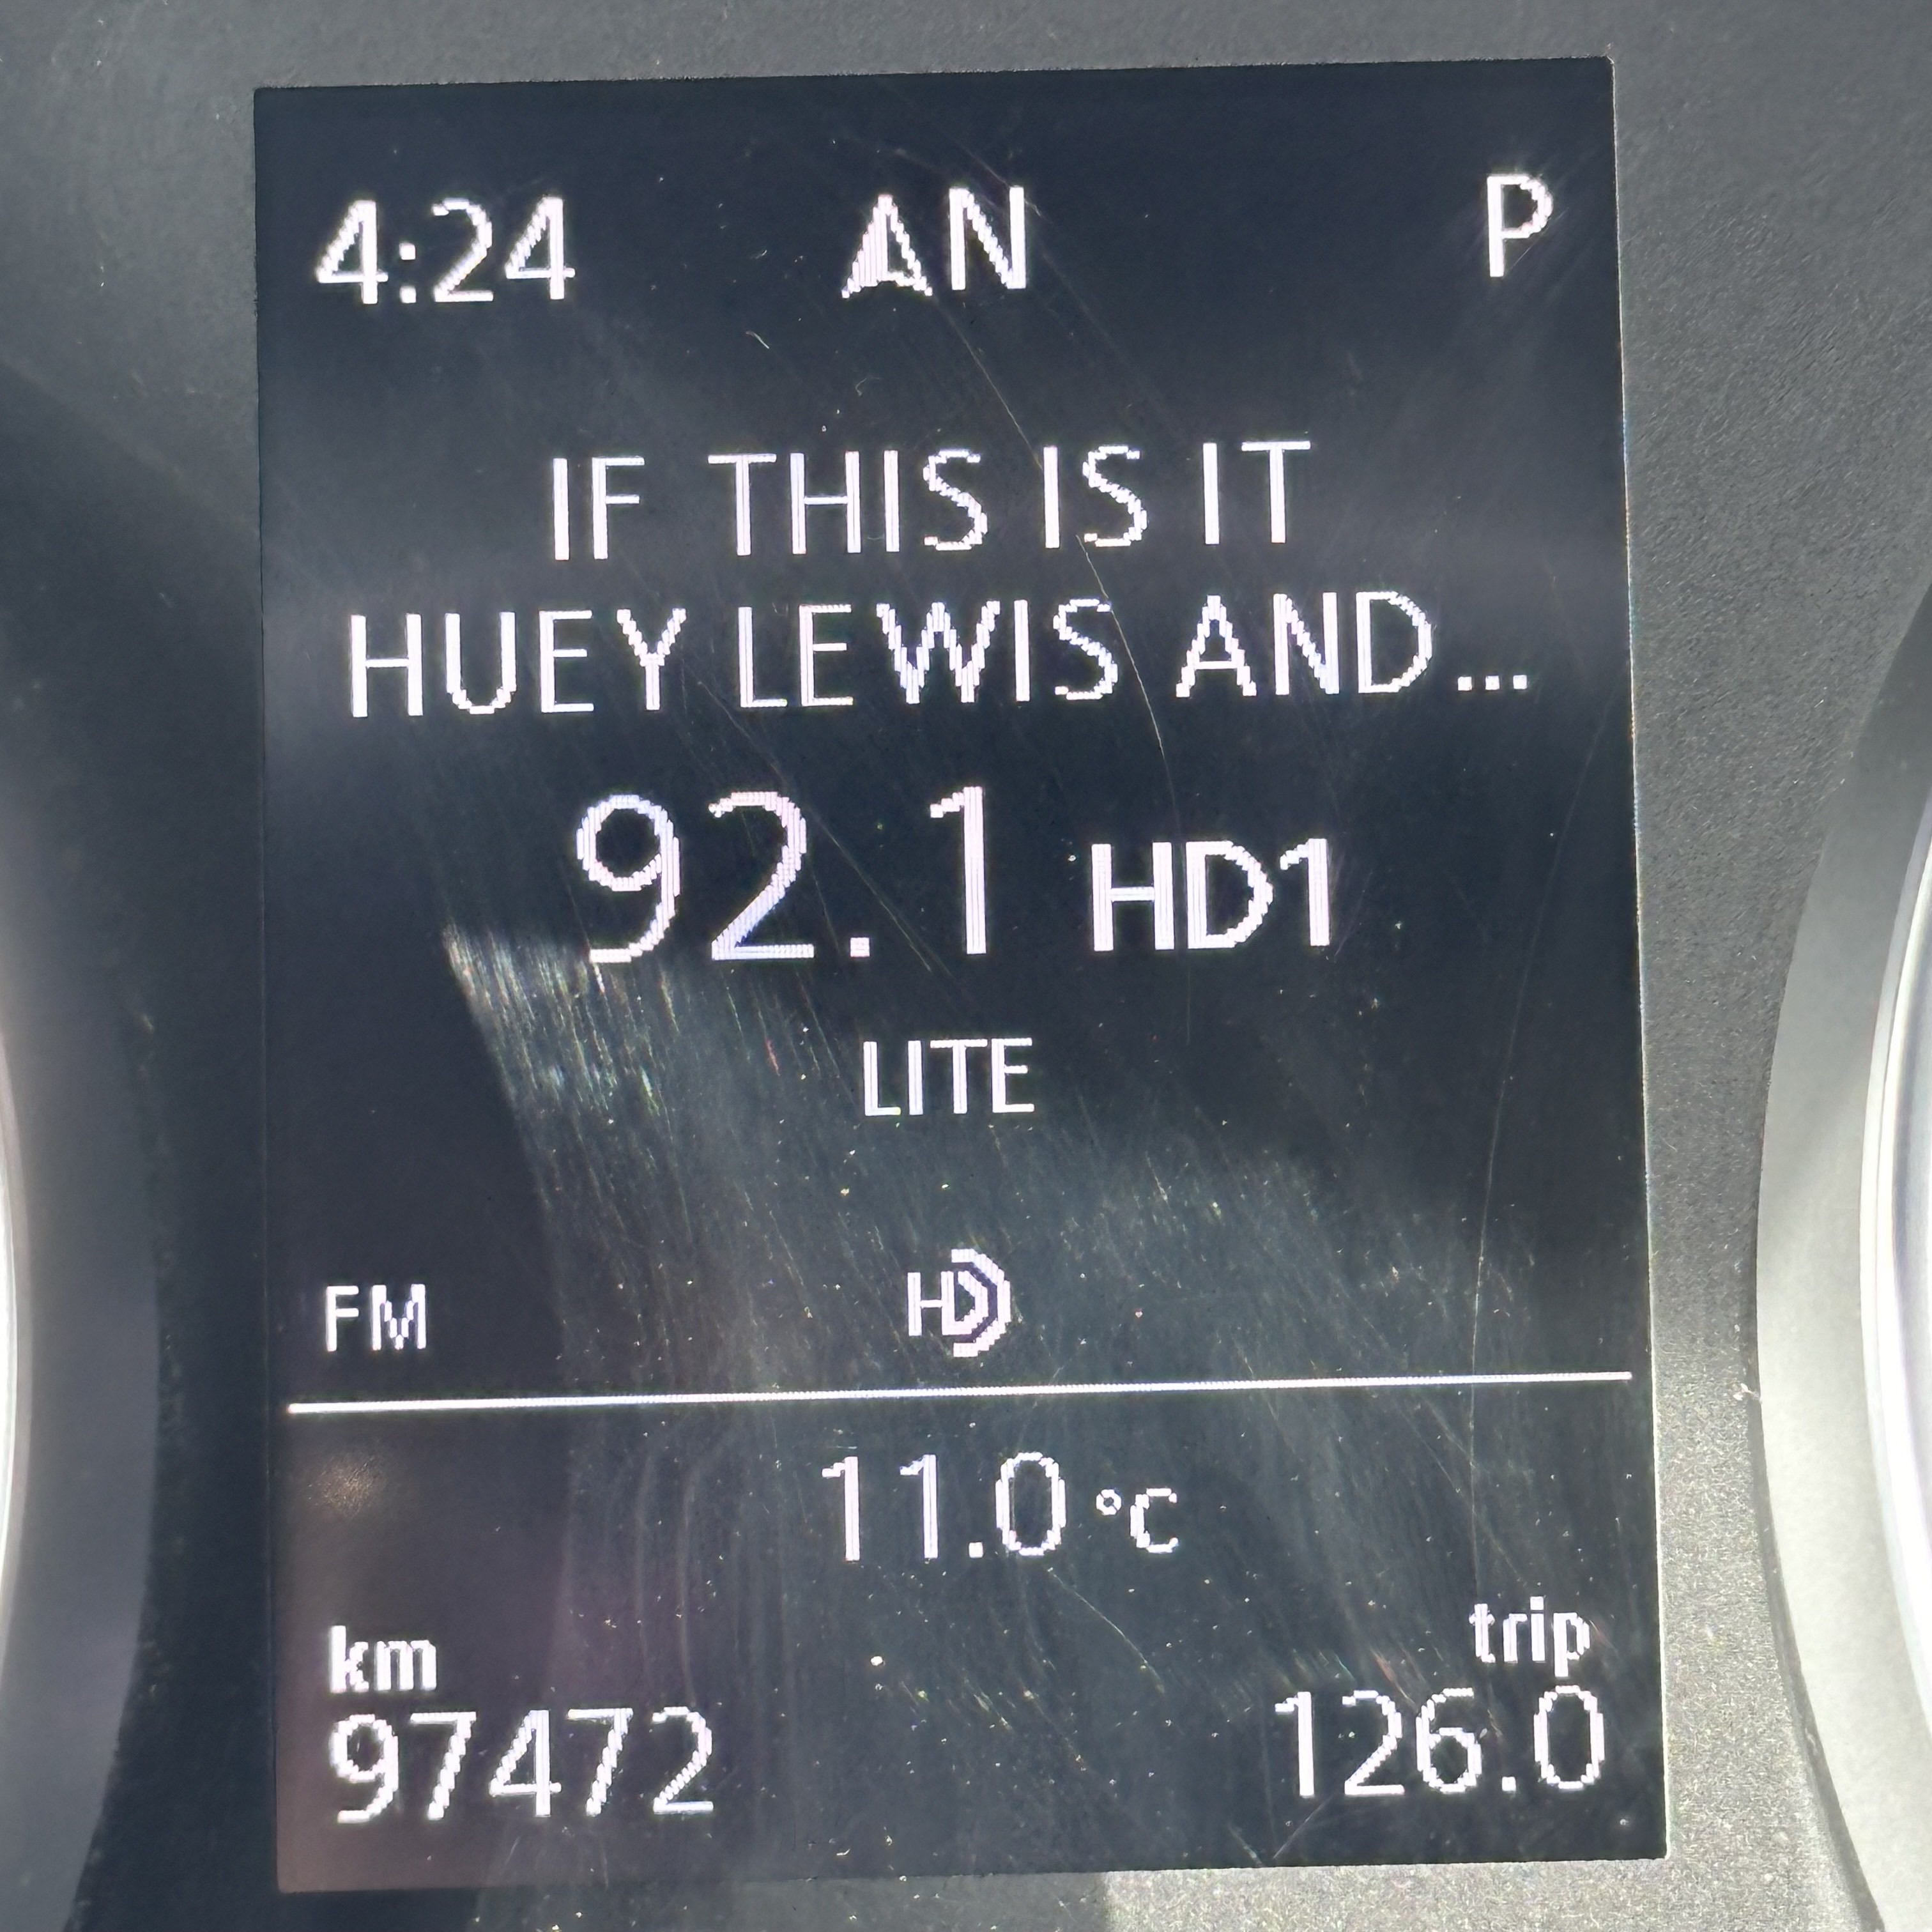 4:24 N P
IF THIS IS IT
HUEY LEWIS AND...
92.1 HD1
LITE
FM HD
11.0 °C
km trip
97472 126.0